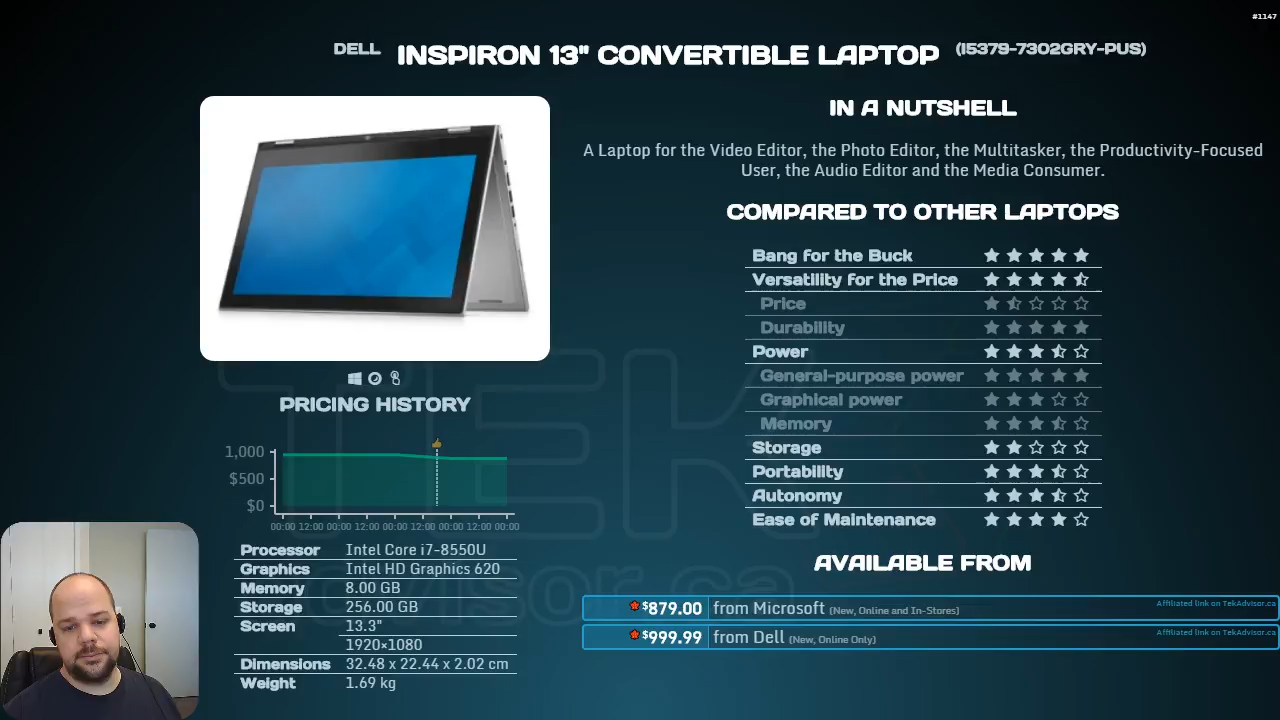 #1147
DELL INSPIRON 13" CONVERTIBLE LAPTOP (I5379-7302GRY-PUS)
IN A NUTSHELL
A Laptop for the Video Editor, the Photo Editor, the Multitasker, the Productivity-Focused
User, the Audio Editor and the Media Consumer.
COMPARED TO OTHER LAPTOPS
Bang for the Buck
Versatility for the Price
Price
Durability
Power
General-purpose power
Graphical power
Memory
Storage
Portability
Autonomy
Ease of Maintenance
PRICING HISTORY
1,000
$500
$0
00:00 12:00 00:00 12:00 00:00 12:00 00:00 12:00 00:00
Processor Intel Core i7-8550U
Graphics Intel HD Graphics 620
Memory 8.00 GB
Storage 256.00 GB
Screen 13.3"
1920×1080
Dimensions 32.48 x 22.44 x 2.02 cm
Weight 1.69 kg
AVAILABLE FROM
$879.00 from Microsoft (New, Online and In-Stores) Affiliated link on TekAdvisor.ca
$999.99 from Dell (New, Online Only) Affiliated link on TekAdvisor.ca